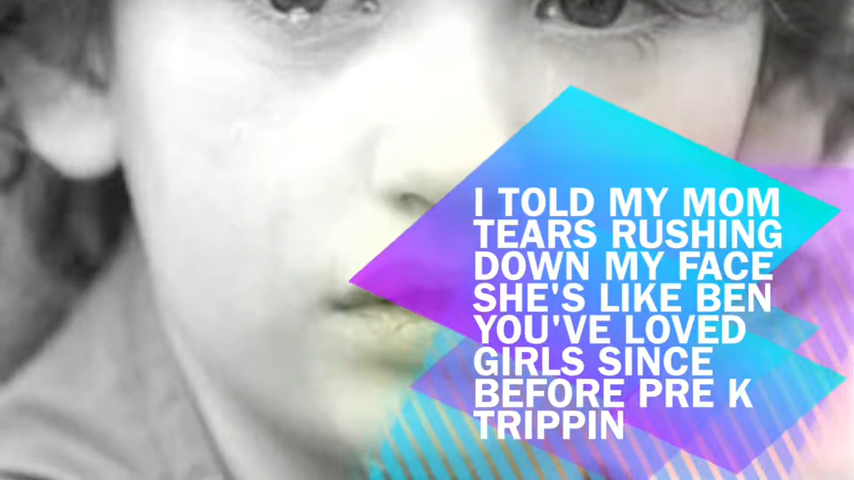 I TOLD MY MOM
TEARS RUSHING
DOWN MY FACE
SHE'S LIKE BEN
YOU'VE LOVED
GIRLS SINCE
BEFORE PRE K
TRIPPIN